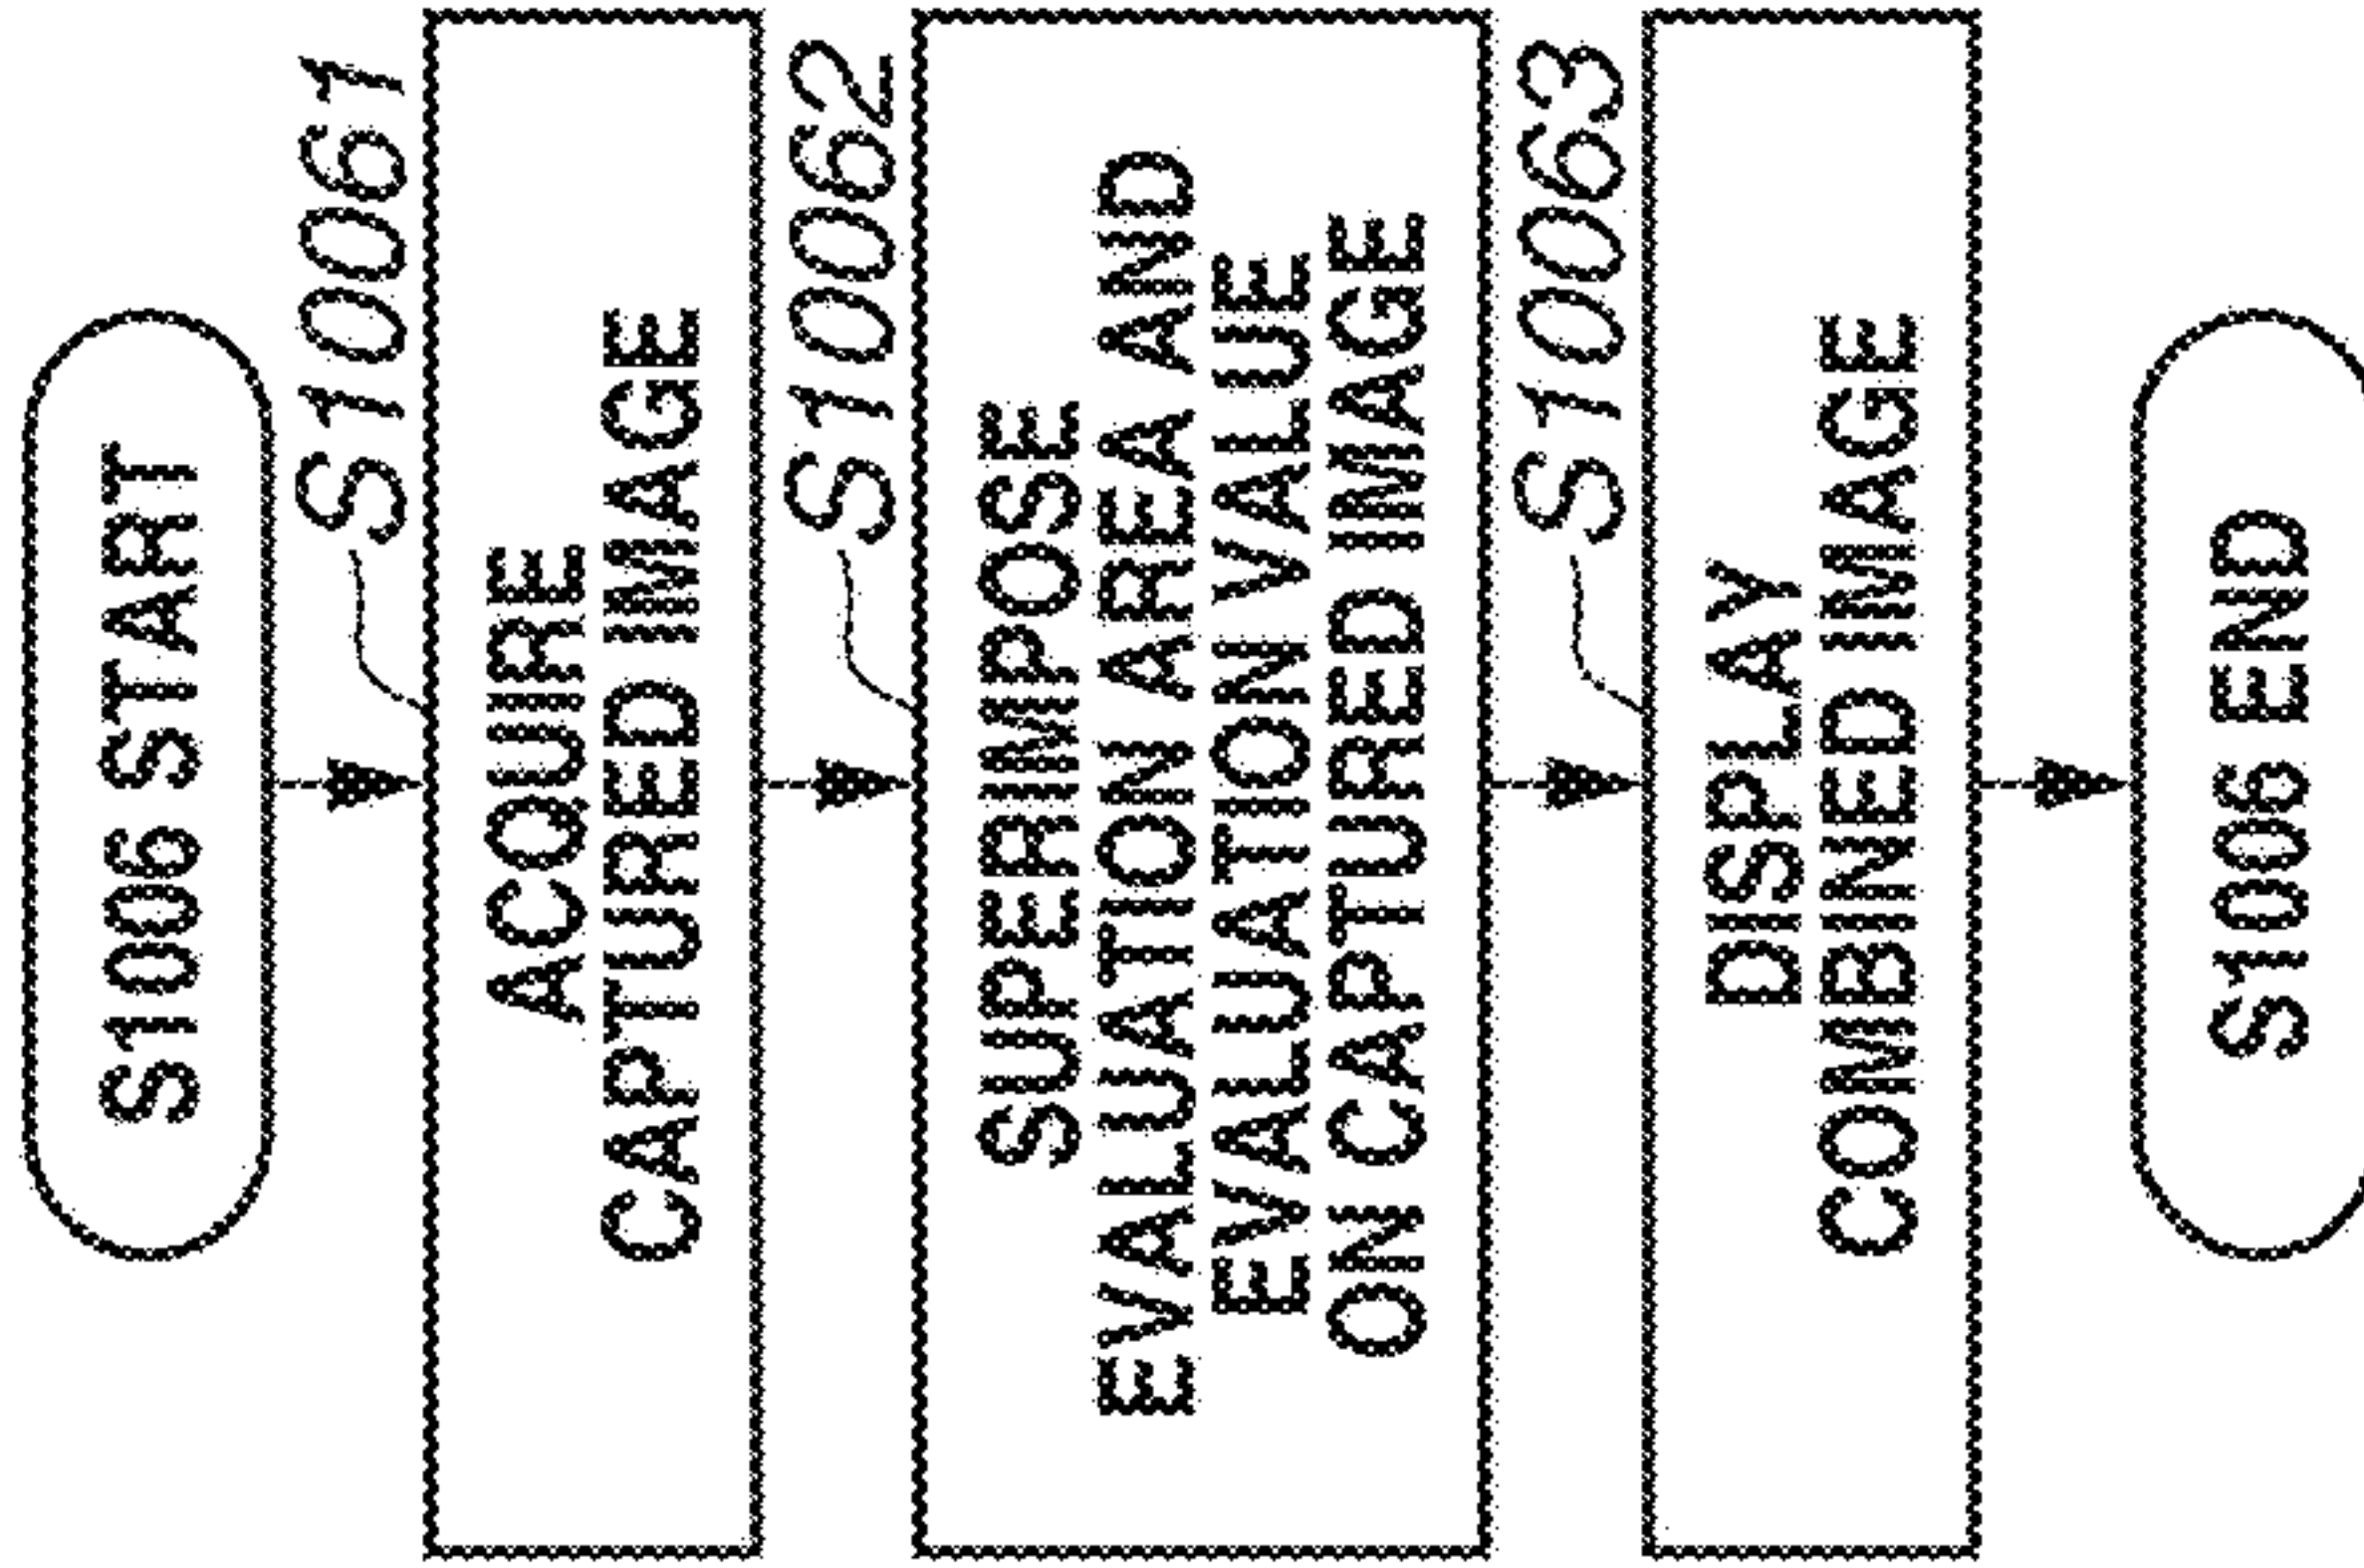 S1006 START
S10061
ACQUIRE
CAPTURED IMAGE
S10062
SUPERIMPOSE
EVALUATION AREA AND
EVALUATION VALUE
ON CAPTURED IMAGE
S10063
DISPLAY
COMBINED IMAGE
S1006 END